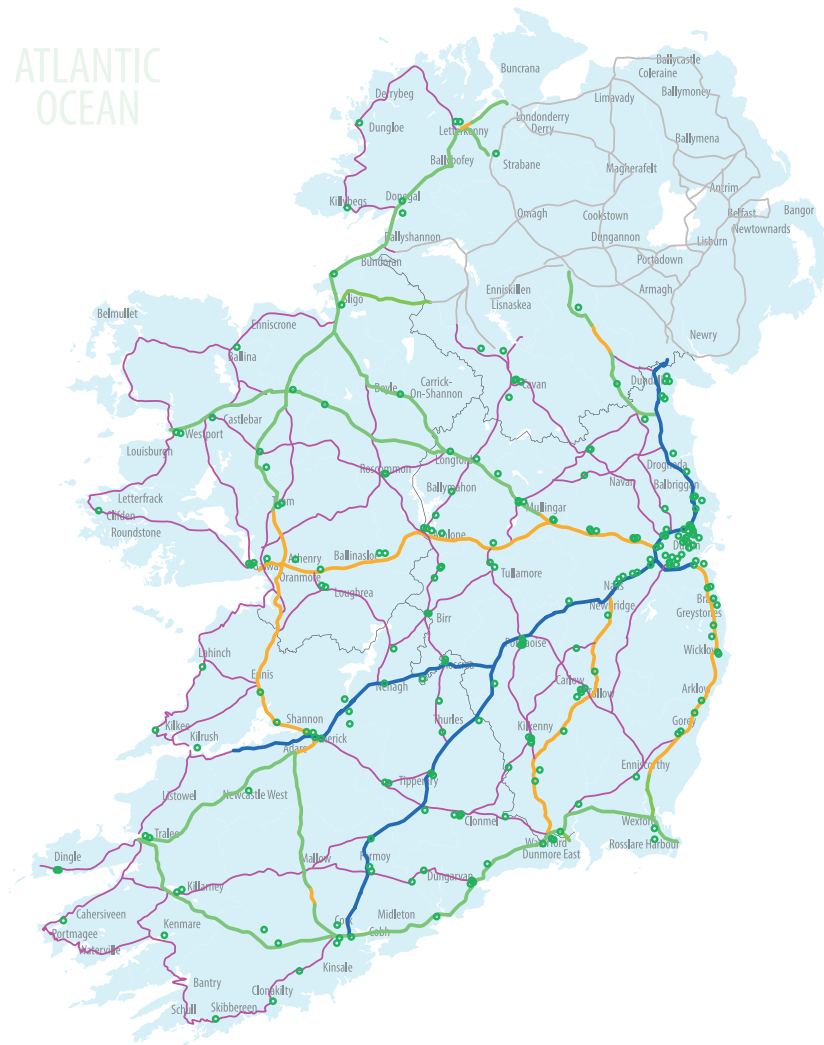 ATLANTIC
OCEAN
Buncrana
Ballycastle
Coleraine
Derrybeg
Limavady
Ballymoney
Dungloe
Letterkenny
Londonderry
Derry
Ballymena
Ballybofey
Strabane
Magherafelt
Antrim
Killybegs
Donegal
Omagh
Cookstown
Belfast
Bangor
Newtownards
Ballyshannon
Dungannon
Lisburn
Bundoran
Portadown
Enniskillen
Lisnaskea
Armagh
Sligo
Belmullet
Enniscrone
Newry
Ballina
Boyle
Carrick-
On-Shannon
Cavan
Dundalk
Castlebar
Westport
Louisburgh
Longford
Drogheda
Roscommon
Balbriggan
Letterfrack
Ballymahon
Navan
Clifden
Tuam
Mullingar
Roundstone
Athlone
Dublin
Galway
Athenry
Ballinasloe
Oranmore
Tullamore
Loughrea
Naas
Newbridge
Bray
Greystones
Birr
Portlaoise
Wicklow
Lahinch
Roscrea
Ennis
Nenagh
Carlow
Tullow
Arklow
Kilkee
Shannon
Thurles
Gorey
Kilrush
Limerick
Kilkenny
Adare
Enniscorthy
Listowel
Newcastle West
Tipperary
Clonmel
Wexford
Tralee
Waterford
Dunmore East
Rosslare Harbour
Dingle
Mallow
Fermoy
Killarney
Dungarvan
Cahersiveen
Portmagee
Waterville
Kenmare
Cork
Middleton
Cobh
Kinsale
Bantry
Clonakilty
Schull
Skibbereen